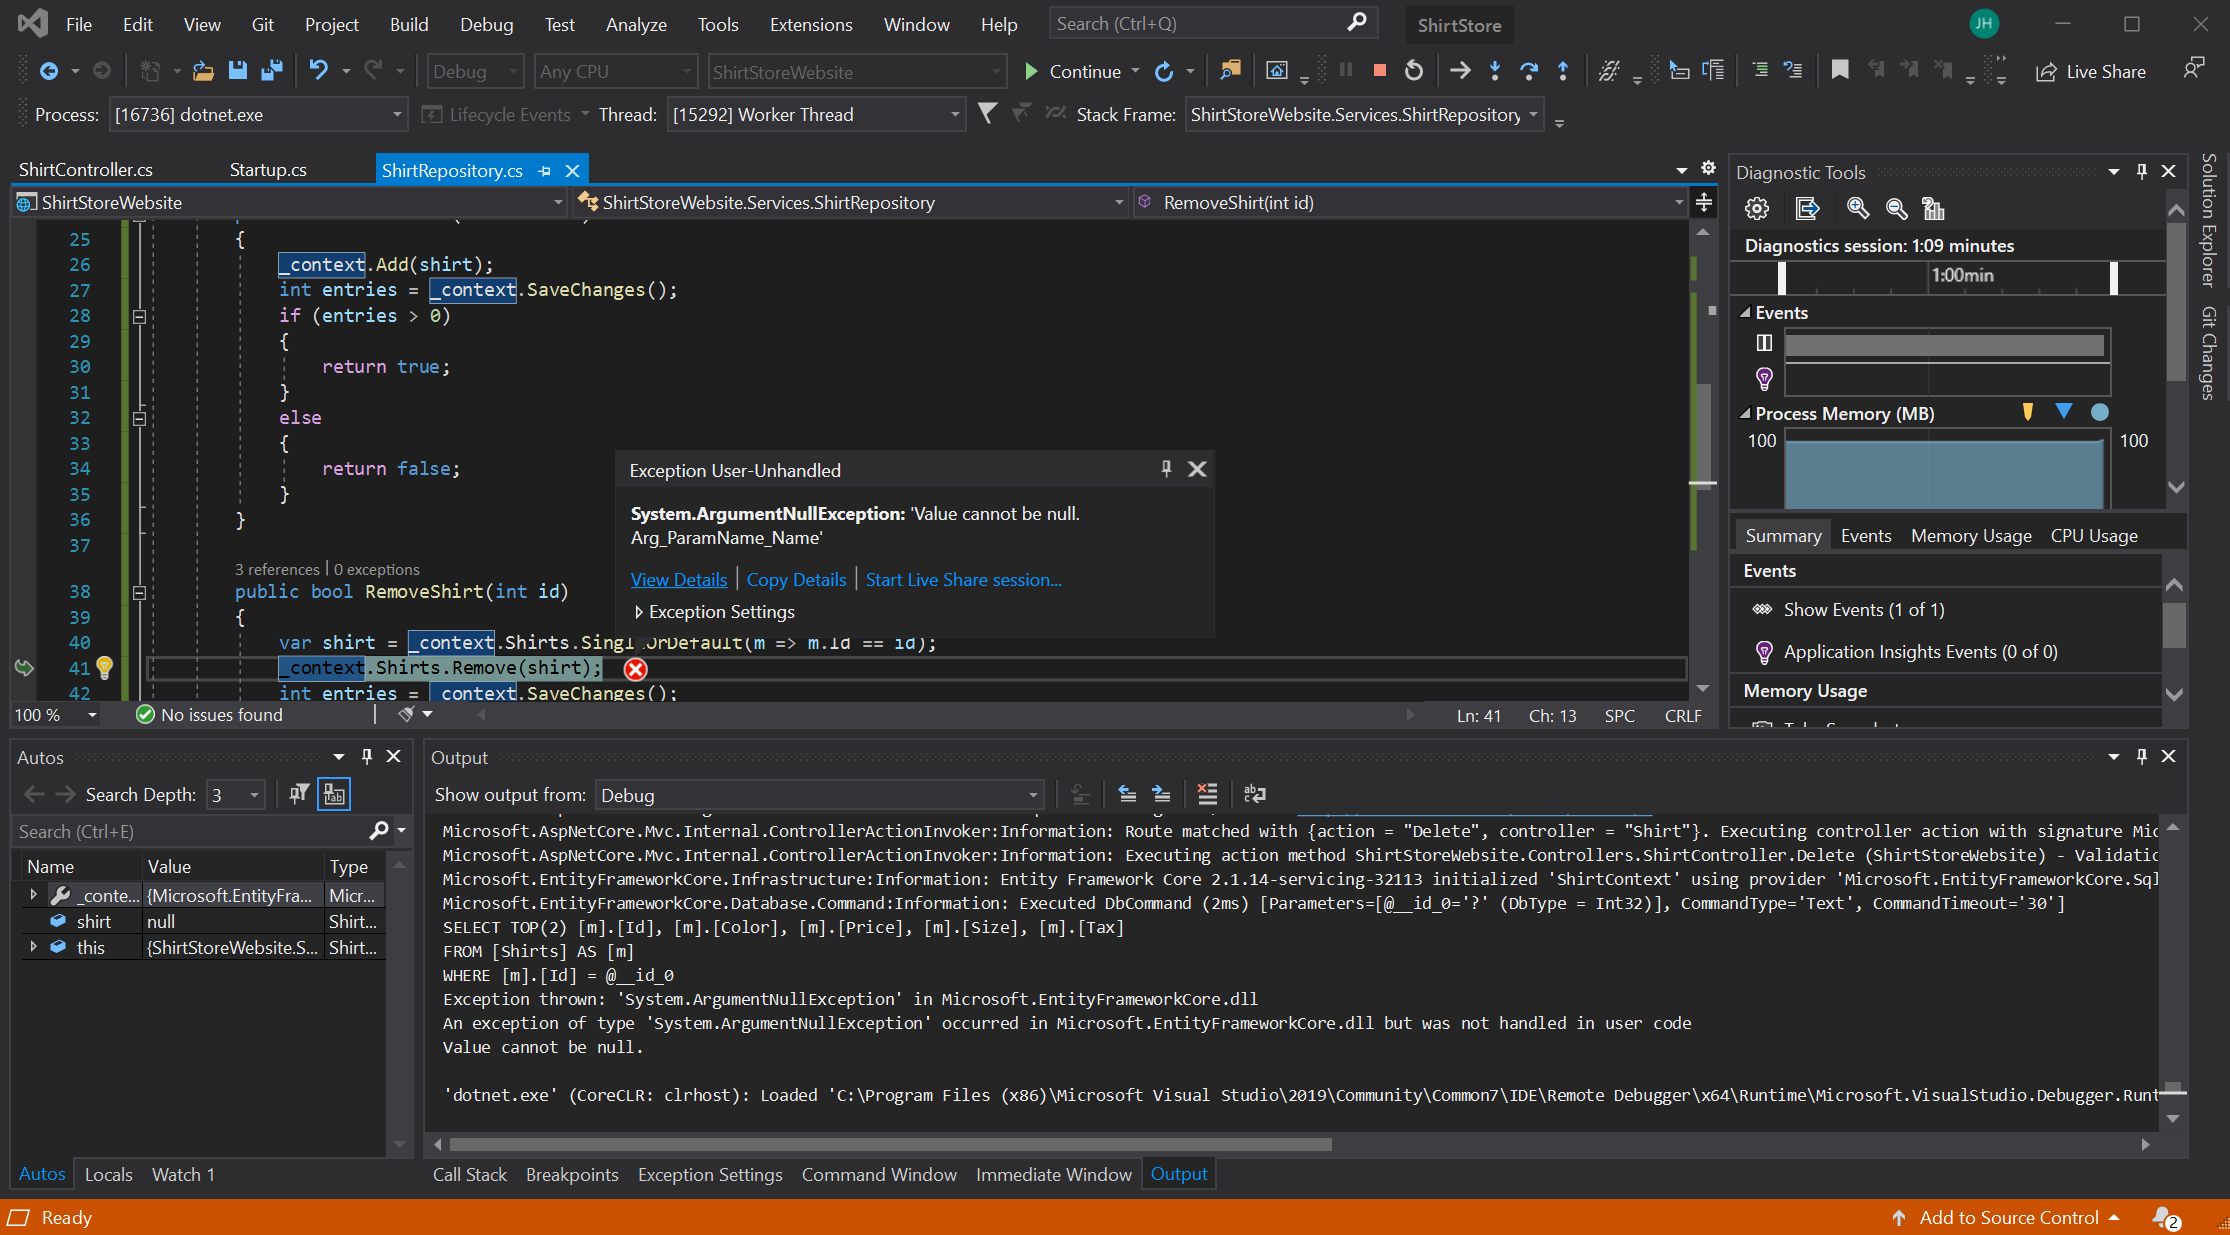 File Edit View Git Project Build Debug Test Analyze Tools Extensions Window Help Search (Ctrl+Q) ShirtStore JH
Debug Any CPU ShirtStoreWebsite Continue Live Share
Process: [16736] dotnet.exe Lifecycle Events Thread: [15292] Worker Thread Stack Frame: ShirtStoreWebsite.Services.ShirtRepository
ShirtController.cs Startup.cs ShirtRepository.cs
ShirtStoreWebsite ShirtStoreWebsite.Services.ShirtRepository RemoveShirt(int id)
25 {
26 _context.Add(shirt);
27 int entries = _context.SaveChanges();
28 if (entries > 0)
29 {
30 return true;
31 }
32 else
33 {
34 return false;
35 }
36 }
37
3 references | 0 exceptions
38 public bool RemoveShirt(int id)
39 {
40 var shirt = _context.Shirts.SingleOrDefault(m => m.Id == id);
41 _context.Shirts.Remove(shirt);
42 int entries = _context.SaveChanges();
Exception User-Unhandled
System.ArgumentNullException: 'Value cannot be null.
Arg_ParamName_Name'
View Details | Copy Details | Start Live Share session...
Exception Settings
100 % No issues found Ln: 41 Ch: 13 SPC CRLF
Diagnostic Tools
Diagnostics session: 1:09 minutes
1:00min
Events
Process Memory (MB)
100 100
Summary Events Memory Usage CPU Usage
Events
Show Events (1 of 1)
Application Insights Events (0 of 0)
Memory Usage
Solution Explorer
Git Changes
Autos
Search Depth: 3
Search (Ctrl+E)
Name Value Type
_conte... {Microsoft.EntityFra... Micr...
shirt null Shirt...
this {ShirtStoreWebsite.S... Shirt...
Autos Locals Watch 1
Output
Show output from: Debug
Microsoft.AspNetCore.Mvc.Internal.ControllerActionInvoker:Information: Route matched with {action = "Delete", controller = "Shirt"}. Executing controller action with signature Mic
Microsoft.AspNetCore.Mvc.Internal.ControllerActionInvoker:Information: Executing action method ShirtStoreWebsite.Controllers.ShirtController.Delete (ShirtStoreWebsite) - Validatic
Microsoft.EntityFrameworkCore.Infrastructure:Information: Entity Framework Core 2.1.14-servicing-32113 initialized 'ShirtContext' using provider 'Microsoft.EntityFrameworkCore.Sql
Microsoft.EntityFrameworkCore.Database.Command:Information: Executed DbCommand (2ms) [Parameters=[@__id_0='?' (DbType = Int32)], CommandType='Text', CommandTimeout='30']
SELECT TOP(2) [m].[Id], [m].[Color], [m].[Price], [m].[Size], [m].[Tax]
FROM [Shirts] AS [m]
WHERE [m].[Id] = @__id_0
Exception thrown: 'System.ArgumentNullException' in Microsoft.EntityFrameworkCore.dll
An exception of type 'System.ArgumentNullException' occurred in Microsoft.EntityFrameworkCore.dll but was not handled in user code
Value cannot be null.
'dotnet.exe' (CoreCLR: clrhost): Loaded 'C:\Program Files (x86)\Microsoft Visual Studio\2019\Community\Common7\IDE\Remote Debugger\x64\Runtime\Microsoft.VisualStudio.Debugger.Runt
Call Stack Breakpoints Exception Settings Command Window Immediate Window Output
Ready Add to Source Control 2